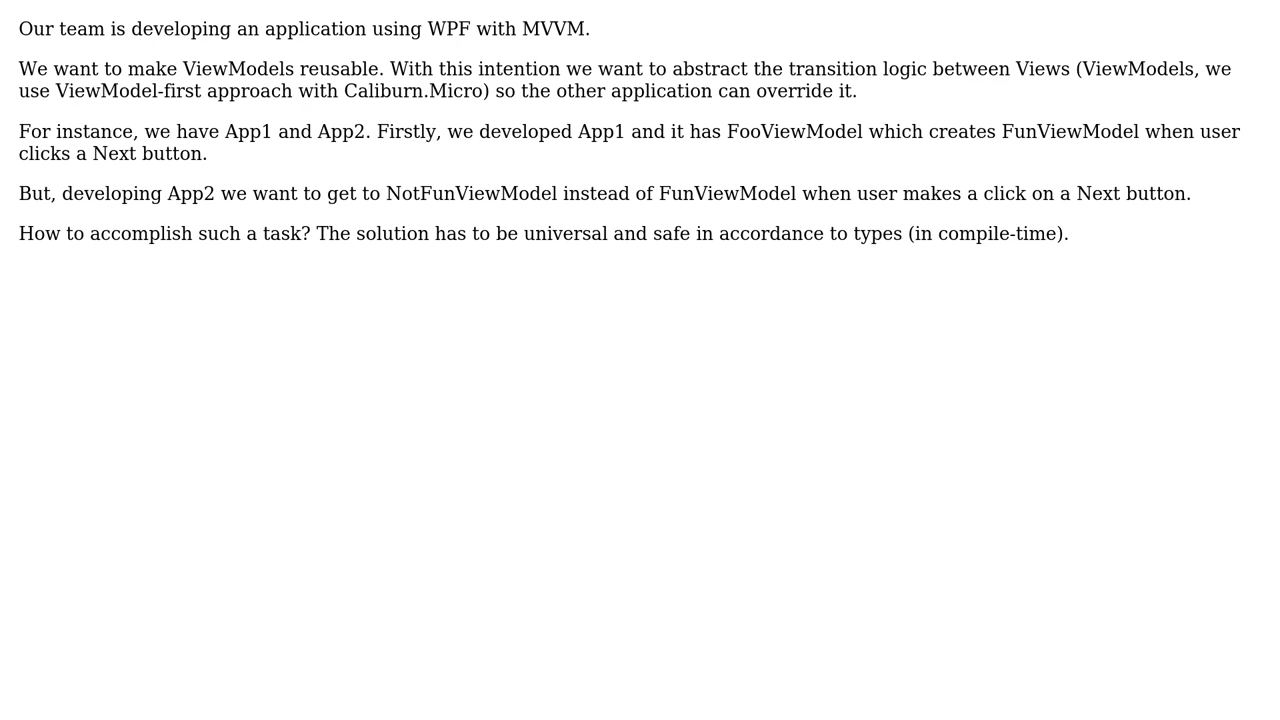 Our team is developing an application using WPF with MVVM.
We want to make ViewModels reusable. With this intention we want to abstract the transition logic between Views (ViewModels, we
use ViewModel-first approach with Caliburn.Micro) so the other application can override it.
For instance, we have App1 and App2. Firstly, we developed App1 and it has FooViewModel which creates FunViewModel when user
clicks a Next button.
But, developing App2 we want to get to NotFunViewModel instead of FunViewModel when user makes a click on a Next button.
How to accomplish such a task? The solution has to be universal and safe in accordance to types (in compile-time).